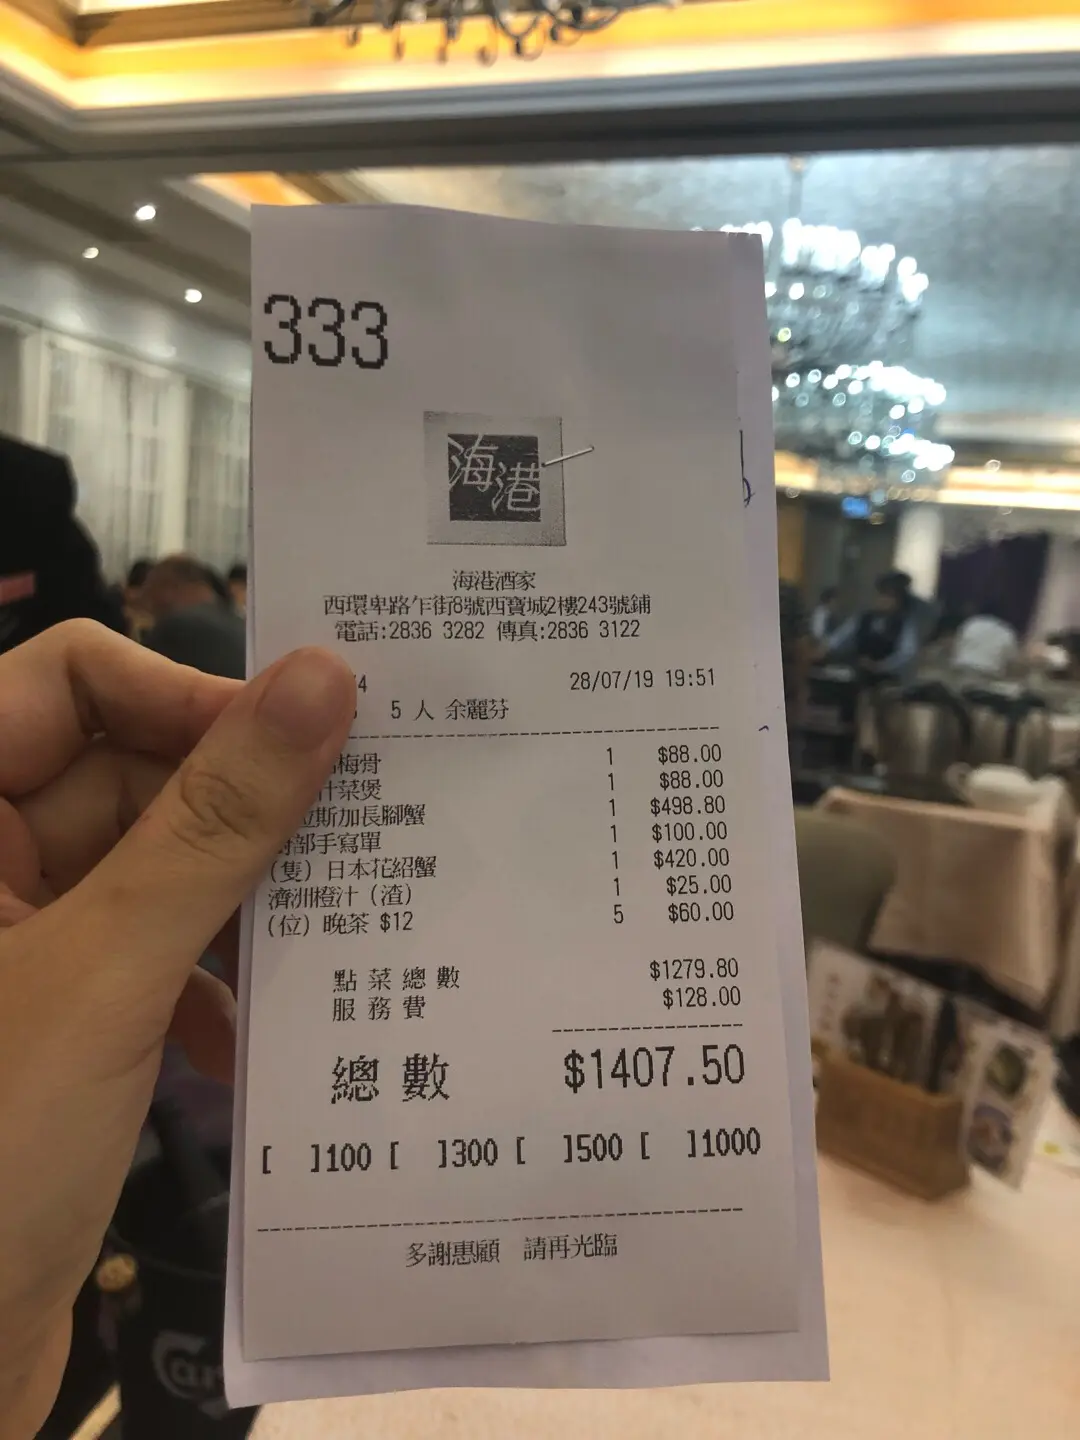 333
海港
海港酒家
西環卑路乍街8號西寶城2樓243號鋪
電話:2836 3282 傳真:2836 3122
4 28/07/19 19:51
5 人 余麗芬
梅骨 1 $88.00
什菜煲 1 $88.00
拉斯加長腳蟹 1 $498.80
部手寫單 1 $100.00
(隻) 日本花紹蟹 1 $420.00
濟洲橙汁 (渣) 1 $25.00
(位) 晚茶 $12 5 $60.00
點菜總數 $1279.80
服務費 $128.00
總數 $1407.50
[ ]100 [ ]300 [ ]500 [ ]1000
多謝惠顧 請再光臨